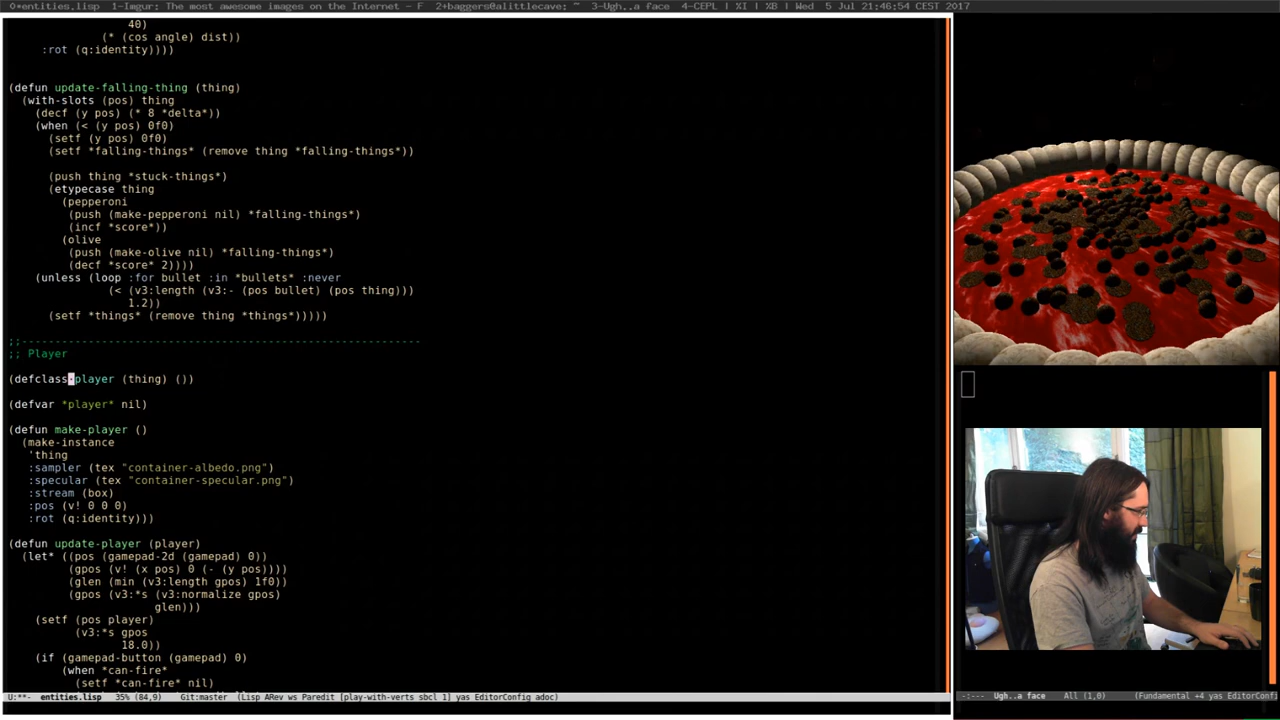 0*entities.lisp  1-Imgur: The most awesome images on the Internet - F  2+baggers@alittlecave: ~  3-Ugh..a face  4-CEPL | XI | %B | Wed  5 Jul 21:46:54 CEST 2017
40)
(* (cos angle) dist))
:rot (q:identity))))
(defun update-falling-thing (thing)
(with-slots (pos) thing
(decf (y pos) (* 8 *delta*))
(when (< (y pos) 0f0)
(setf (y pos) 0f0)
(setf *falling-things* (remove thing *falling-things*))
(push thing *stuck-things*)
(etypecase thing
(pepperoni
(push (make-pepperoni nil) *falling-things*)
(incf *score*))
(olive
(push (make-olive nil) *falling-things*)
(decf *score* 2))))
(unless (loop :for bullet :in *bullets* :never
(< (v3:length (v3:- (pos bullet) (pos thing)))
1.2))
(setf *things* (remove thing *things*)))))
;;------------------------------------------------------------
;; Player
(defclass player (thing) ())
(defvar *player* nil)
(defun make-player ()
(make-instance
'thing
:sampler (tex "container-albedo.png")
:specular (tex "container-specular.png")
:stream (box)
:pos (v! 0 0 0)
:rot (q:identity)))
(defun update-player (player)
(let* ((pos (gamepad-2d (gamepad) 0))
(gpos (v! (x pos) 0 (- (y pos))))
(glen (min (v3:length gpos) 1f0))
(gpos (v3:*s (v3:normalize gpos)
glen)))
(setf (pos player)
(v3:*s gpos
18.0))
(if (gamepad-button (gamepad) 0)
(when *can-fire*
(setf *can-fire* nil)
U:**-  entities.lisp  35% (84,9)  Git:master  (Lisp ARev ws Paredit [play-with-verts sbcl 1] yas EditorConfig adoc)
-:---  Ugh..a face  All (1,0)  (Fundamental +4 yas EditorConfi